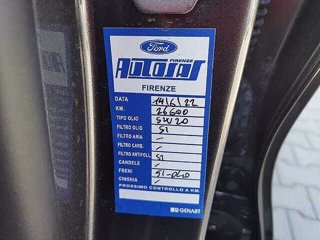 Ford
AUTOSAS
FIRENZE
FIRENZE
DATA 14/6/22
KM. 26600
TIPO OLIO 5W20
FILTRO OLIO SI
FILTRO ARIA /
FILTRO CARB. /
FILTRO ANTIPOLL. SI
CANDELE /
FRENI SI-OLIO
CINGHIA /
PROSSIMO CONTROLLO A KM.
GENART